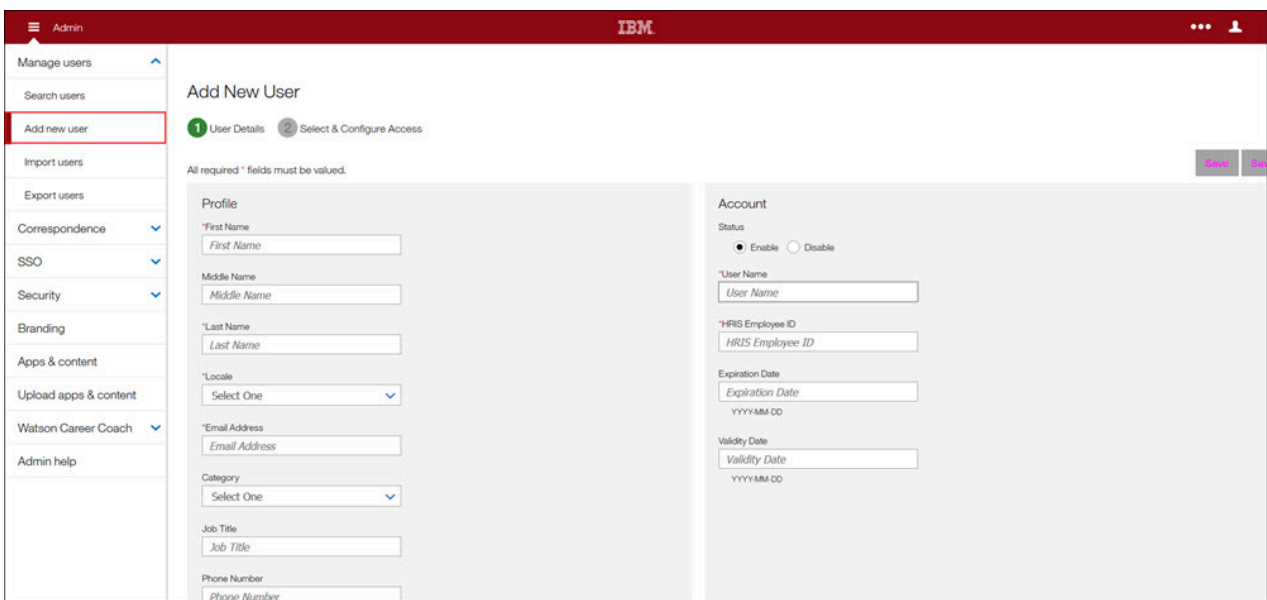 Admin
IBM.
Manage users
Search users
Add new user
Import users
Export users
Correspondence
SSO
Security
Branding
Apps & content
Upload apps & content
Watson Career Coach
Admin help
Add New User
1 User Details 2 Select & Configure Access
All required * fields must be valued.
Save
Profile
*First Name
First Name
Middle Name
Middle Name
*Last Name
Last Name
*Locale
Select One
*Email Address
Email Address
Category
Select One
Job Title
Job Title
Phone Number
Phone Number
Account
Status
Enable Disable
*User Name
User Name
*HRIS Employee ID
HRIS Employee ID
Expiration Date
Expiration Date
YYYY-MM-DD
Validity Date
Validity Date
YYYY-MM-DD